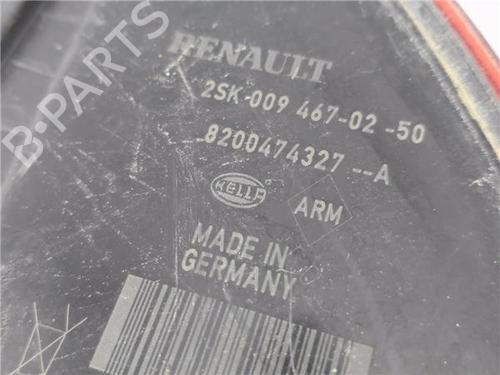 RENAULT
2SK-009 467-02-50
8200474327--A
HELLA
ARM
MADE IN
GERMANY
B-PARTS